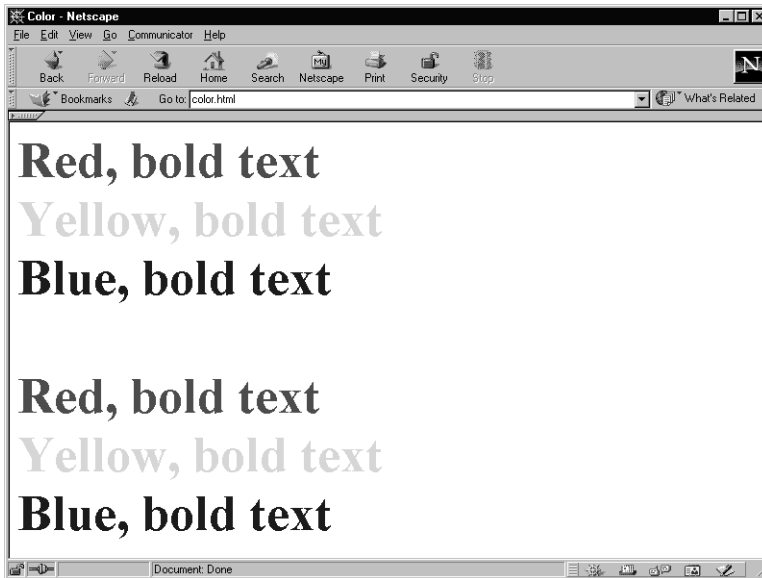 Color - Netscape
File Edit View Go Communicator Help
Back Forward Reload Home Search My Netscape Print Security Stop
N
Bookmarks Go to: color.html What's Related
Red, bold text
Yellow, bold text
Blue, bold text
Red, bold text
Yellow, bold text
Blue, bold text
Document: Done